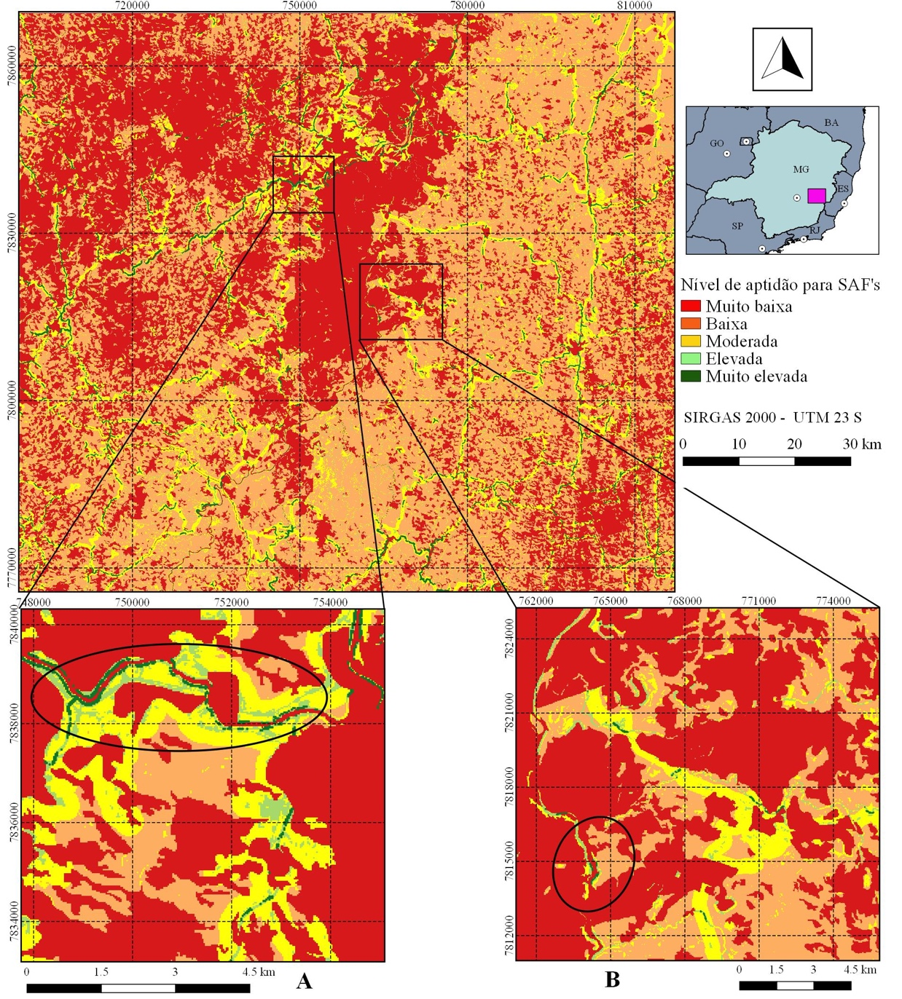 720000 750000 780000 810000
7860000
7830000
7800000
7770000
BA
GO
MG
ES
SP
RJ
Nível de aptidão para SAF's
Muito baixa
Baixa
Moderada
Elevada
Muito elevada
SIRGAS 2000 - UTM 23 S
0 10 20 30 km
748000 750000 752000 754000
7840000
7838000
7836000
7834000
0 1.5 3 4.5 km
A
762000 765000 768000 771000 774000
7824000
7821000
7818000
7815000
7812000
0 1.5 3 4.5 km
B